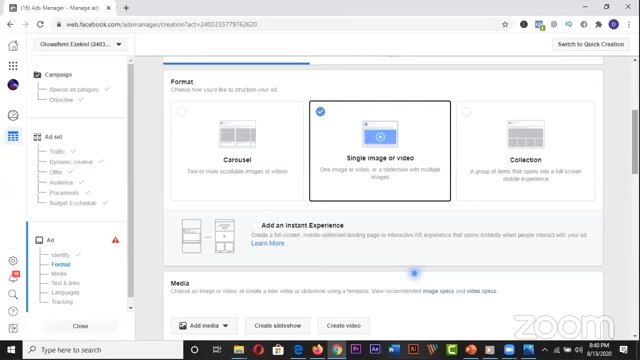 (16) Ads Manager - Manage ads
web.facebook.com/adsmanager/creation?act=2403233779762620
Oluwafemi Ezekiel (2403...
Switch to Quick Creation
Campaign
Special ad category
Objective
Ad set
Traffic
Dynamic creative
Offer
Audience
Placements
Budget & schedule
Ad
Identity
Format
Media
Text & links
Languages
Tracking
Close
Format
Choose how you'd like to structure your ad.
Carousel
Two or more scrollable images or videos
Single image or video
One image or video, or a slideshow with multiple
images
Collection
A group of items that opens into a full-screen
mobile experience
Add an Instant Experience
Create a full-screen, mobile-optimised landing page or interactive AR experience that opens instantly when people interact with your ad.
Learn More
Media
Choose an image or video, or create a new video or slideshow using a template. View recommended image specs and video specs.
Add media
Create slideshow
Create video
zoom
Type here to search
8:40 PM
8/13/2020